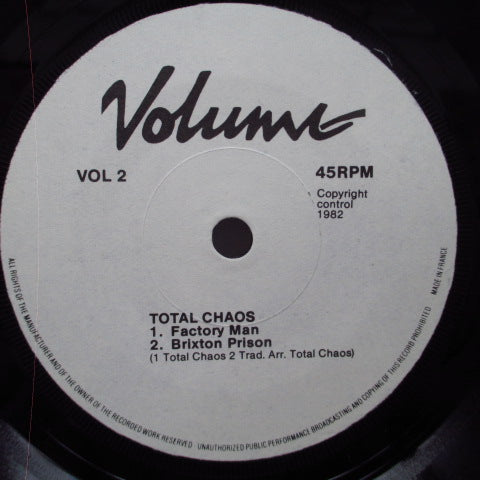 Volume
VOL 2
45RPM
Copyright
control
1982
TOTAL CHAOS
1. Factory Man
2. Brixton Prison
(1 Total Chaos 2 Trad. Arr. Total Chaos)
ALL RIGHTS OF THE MANUFACTURER AND OF THE OWNER OF THE RECORDED WORK RESERVED UNAUTHORIZED PUBLIC PERFORMANCE BROADCASTING AND COPYING OF THIS RECORD PROHIBITED MADE IN FRANCE